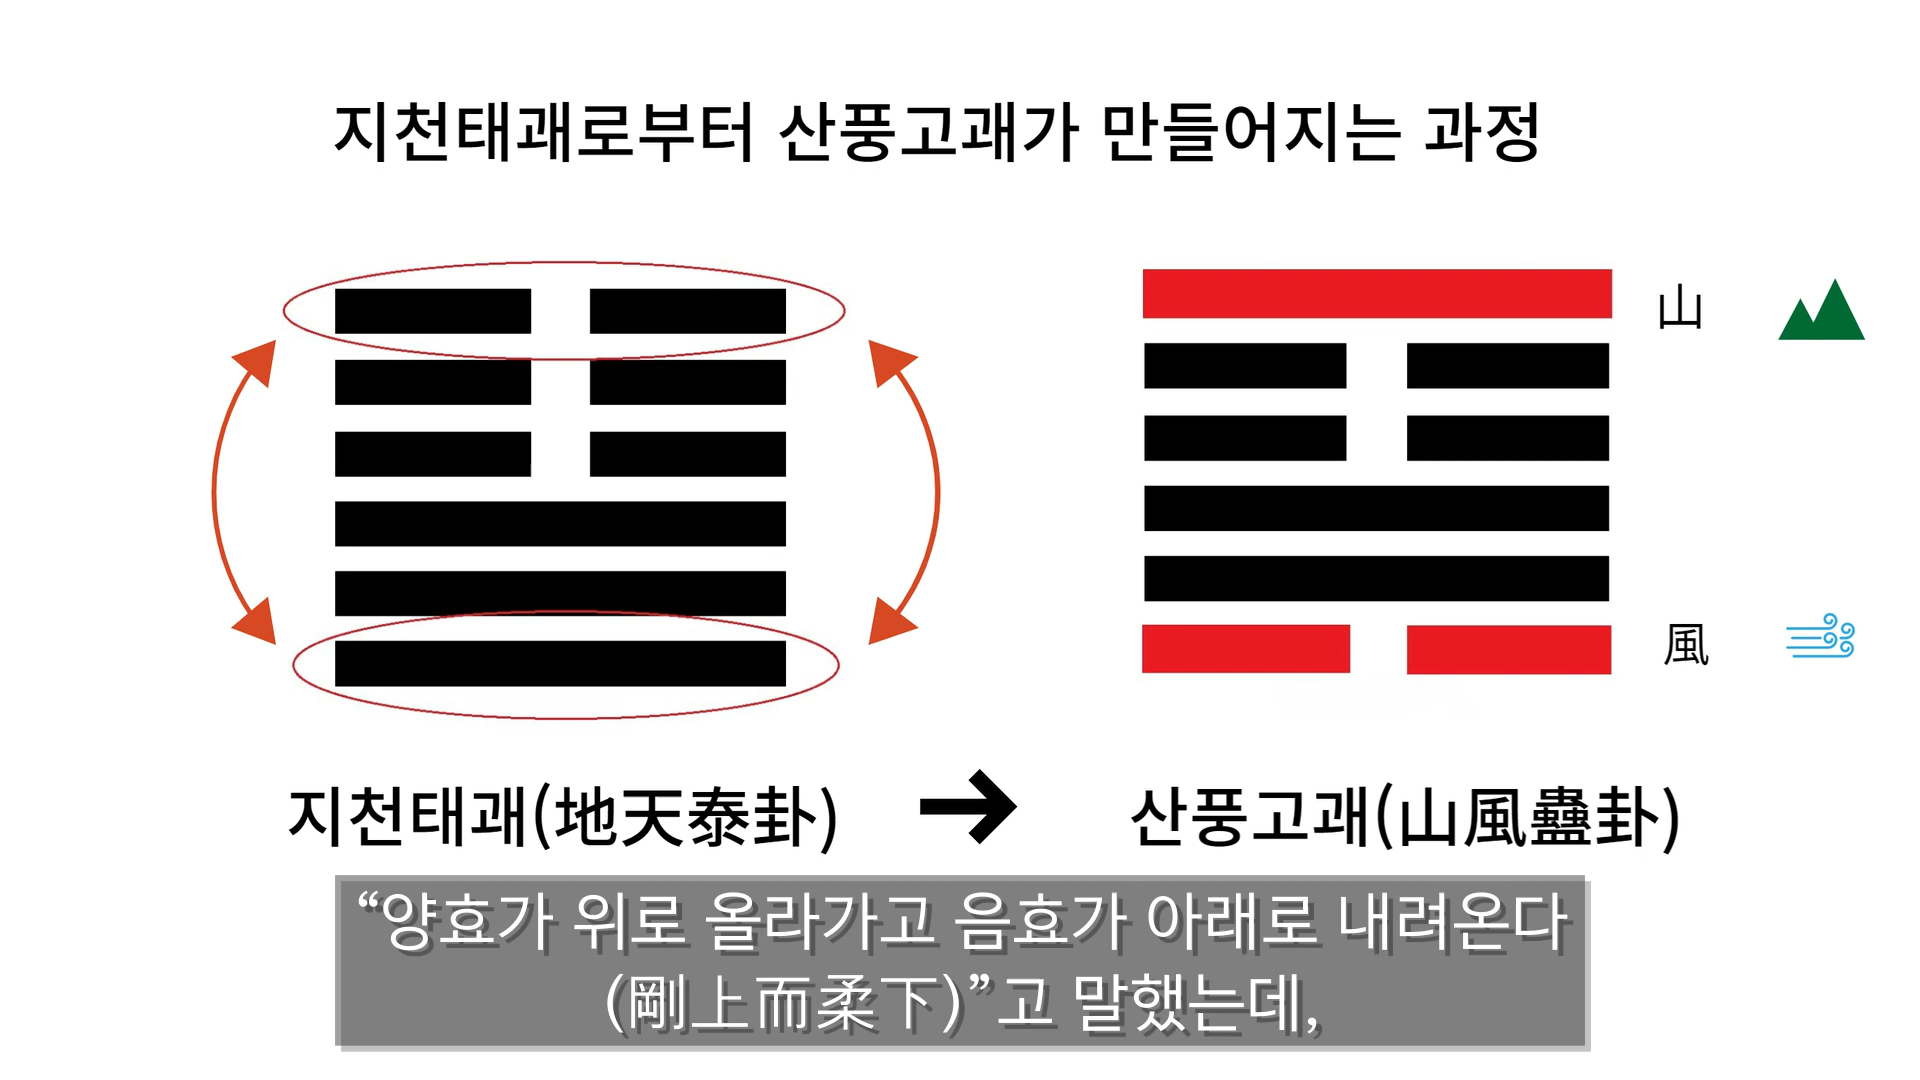 지천태괘로부터 산풍고괘가 만들어지는 과정
山
風
지천태괘(地天泰卦)
산풍고괘(山風蠱卦)
“양효가 위로 올라가고 음효가 아래로 내려온다
(剛上而柔下)”고 말했는데,